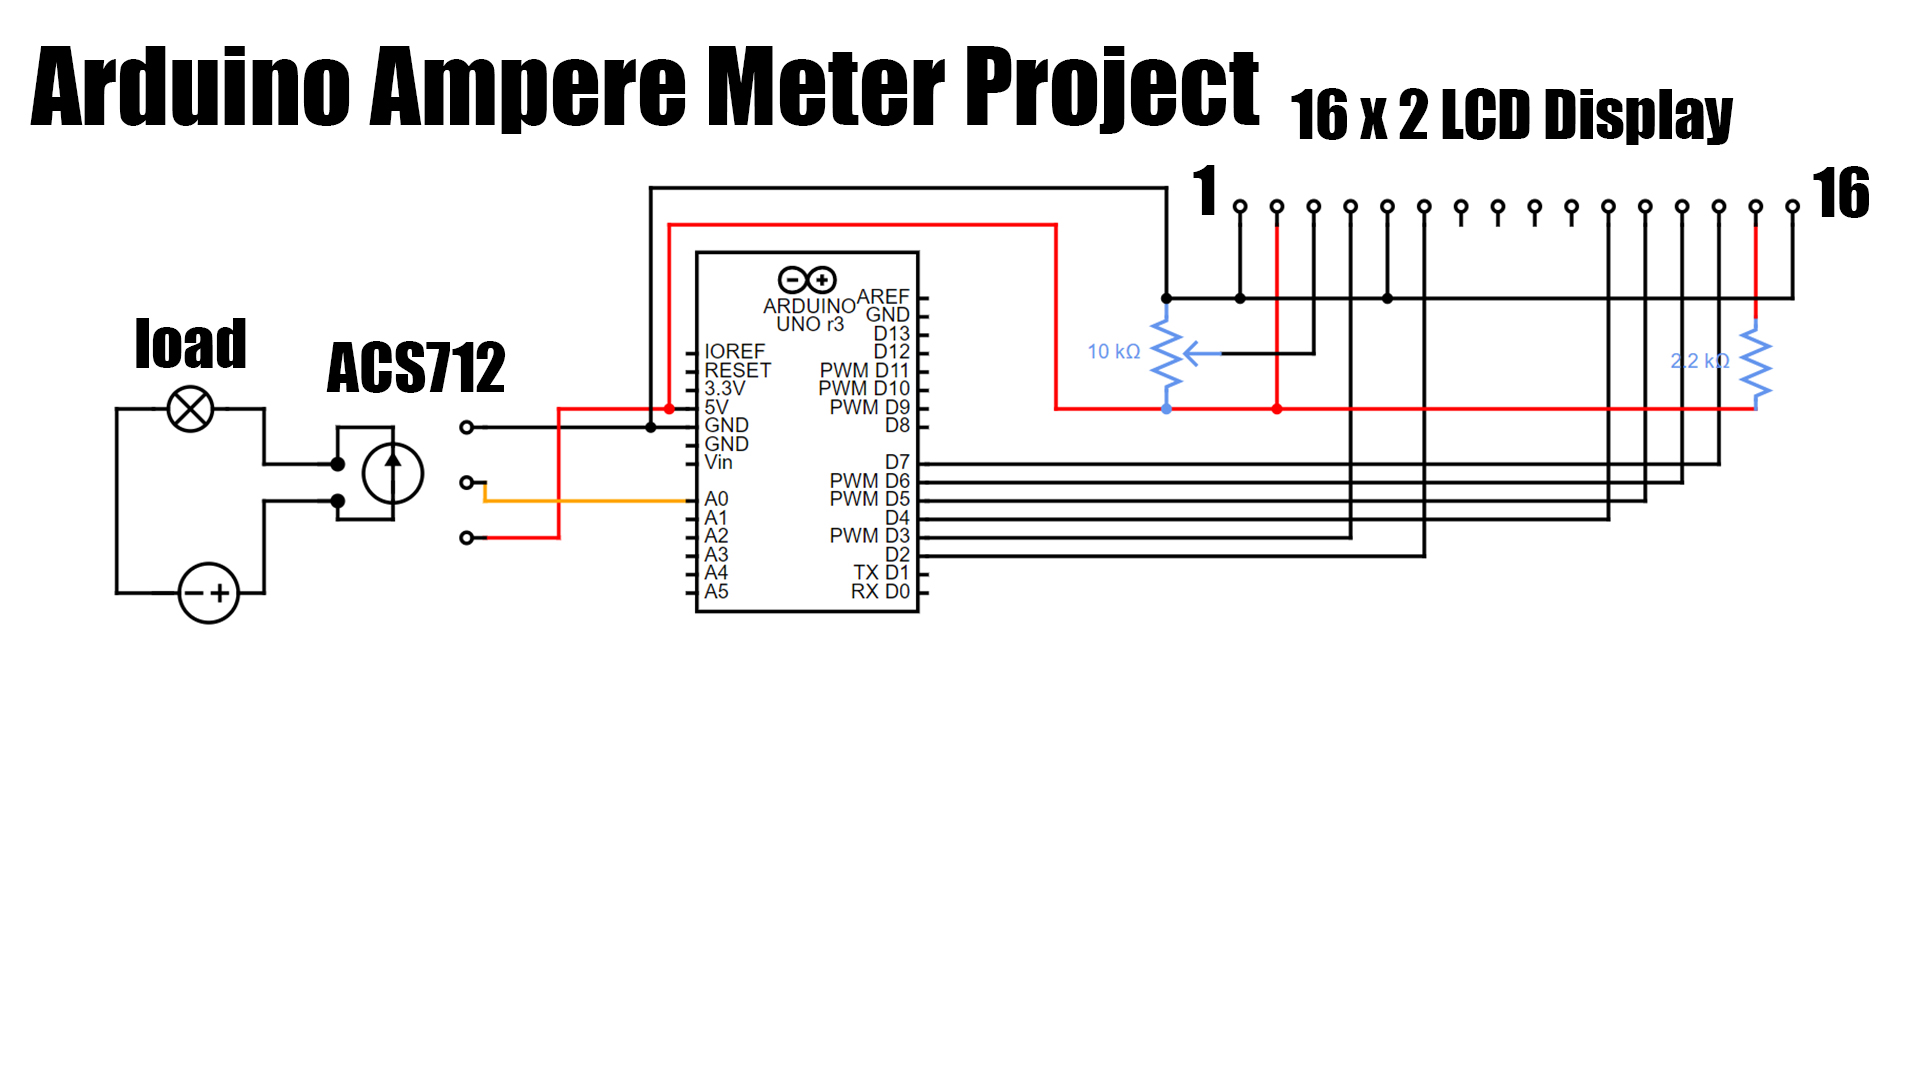 Arduino Ampere Meter Project
16 x 2 LCD Display
1
16
load
ACS712
ARDUINO
UNO r3
IOREF
RESET
3.3V
5V
GND
GND
Vin
A0
A1
A2
A3
A4
A5
AREF
GND
D13
D12
PWM D11
PWM D10
PWM D9
D8
D7
PWM D6
PWM D5
D4
PWM D3
D2
TX D1
RX D0
10 kΩ
2.2 kΩ